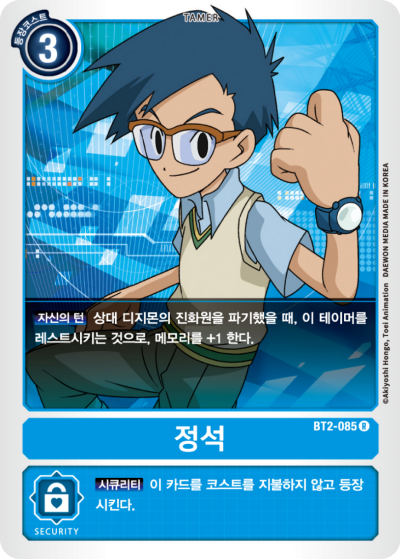 TAMER
등장코스트
3
자신의 턴 상대 디지몬의 진화원을 파기했을 때, 이 테이머를
레스트시키는 것으로, 메모리를 +1 한다.
©Akiyoshi Hongo, Toei Animation DAEWON MEDIA MADE IN KOREA
BT2-085 R
정석
시큐리티 이 카드를 코스트를 지불하지 않고 등장
시킨다.
SECURITY